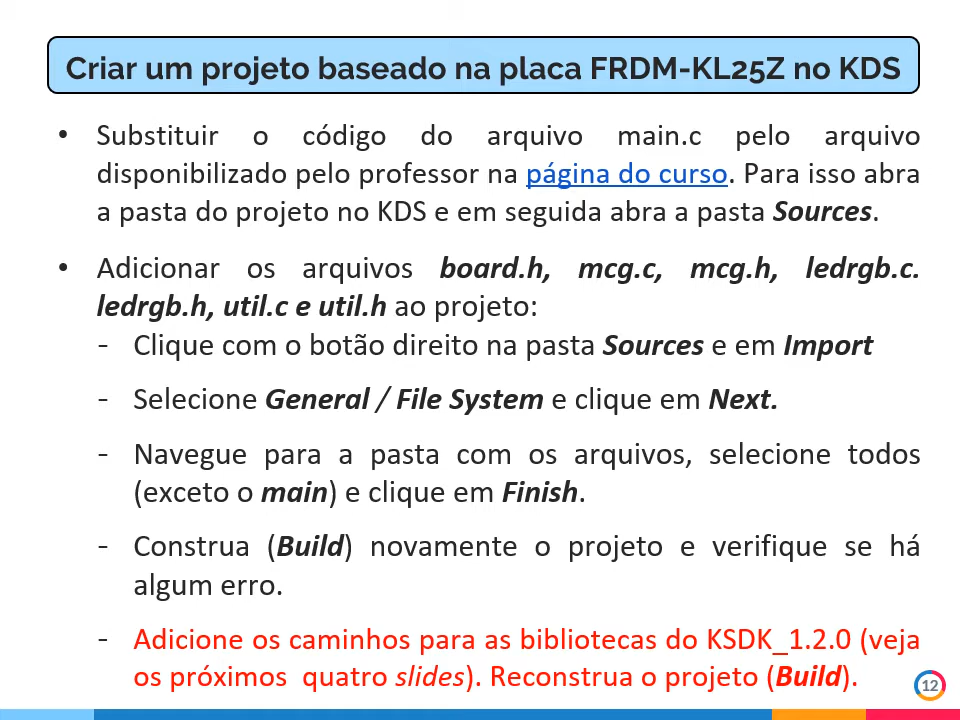 Criar um projeto baseado na placa FRDM-KL25Z no KDS
• Substituir o código do arquivo main.c pelo arquivo
disponibilizado pelo professor na página do curso. Para isso abra
a pasta do projeto no KDS e em seguida abra a pasta Sources.
• Adicionar os arquivos board.h, mcg.c, mcg.h, ledrgb.c.
ledrgb.h, util.c e util.h ao projeto:
- Clique com o botão direito na pasta Sources e em Import
- Selecione General / File System e clique em Next.
- Navegue para a pasta com os arquivos, selecione todos
(exceto o main) e clique em Finish.
- Construa (Build) novamente o projeto e verifique se há
algum erro.
- Adicione os caminhos para as bibliotecas do KSDK_1.2.0 (veja
os próximos quatro slides). Reconstrua o projeto (Build).
12